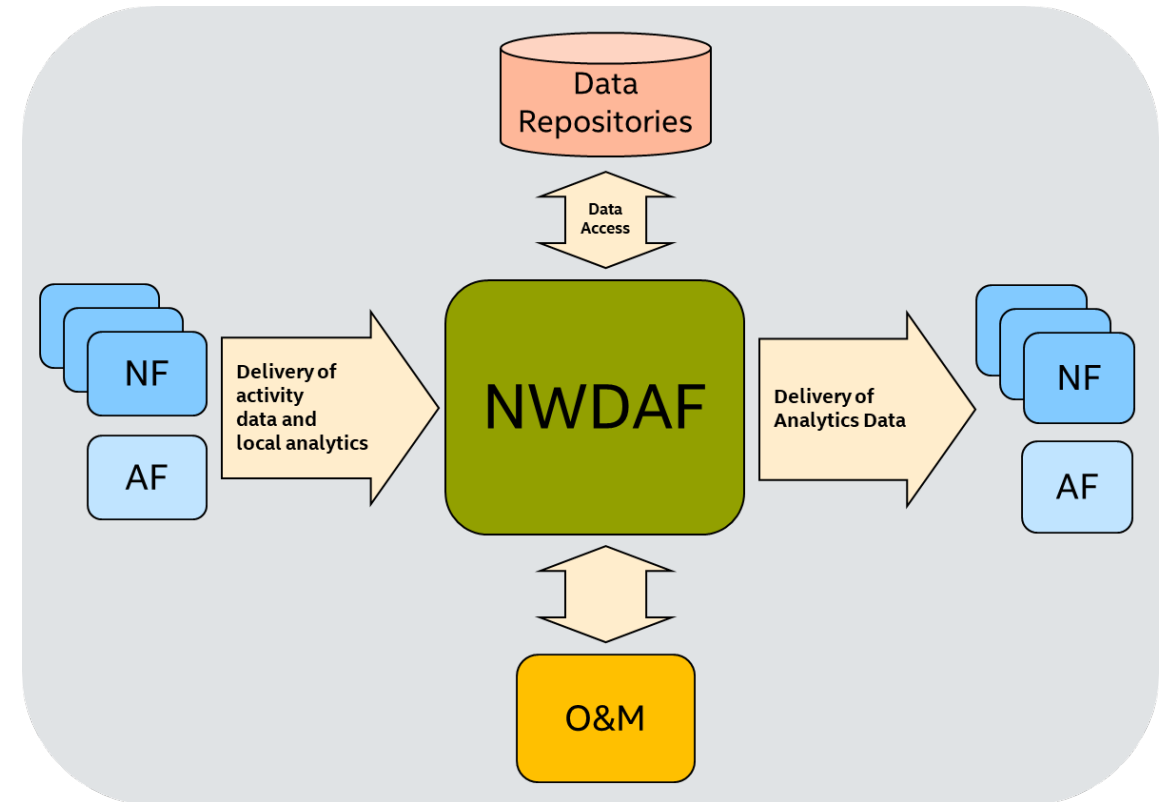 Data
Repositories
Data
Access
NF
AF
Delivery of
activity
data and
local analytics
NWDAF
Delivery of
Analytics Data
NF
AF
O&M